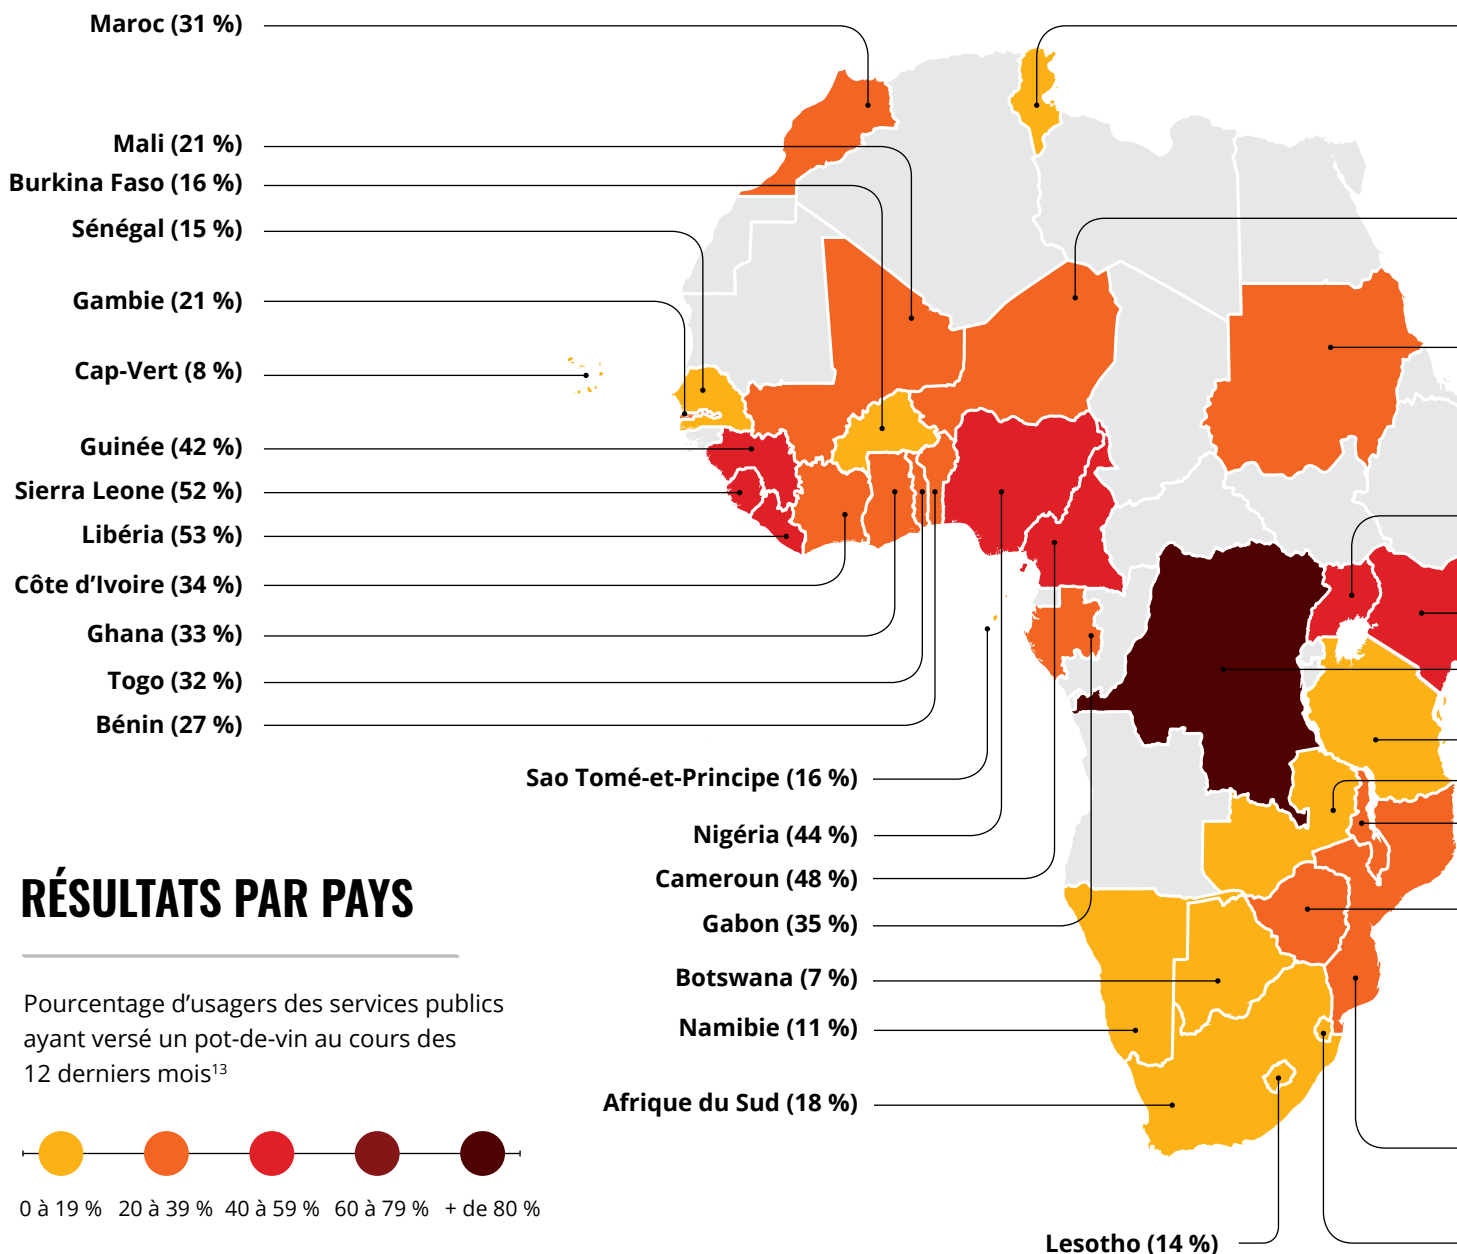 Maroc (31 %)
Mali (21 %)
Burkina Faso (16 %)
Sénégal (15 %)
Gambie (21 %)
Cap-Vert (8 %)
Guinée (42 %)
Sierra Leone (52 %)
Libéria (53 %)
Côte d’Ivoire (34 %)
Ghana (33 %)
Togo (32 %)
Bénin (27 %)
Sao Tomé-et-Principe (16 %)
Nigéria (44 %)
Cameroun (48 %)
Gabon (35 %)
Botswana (7 %)
Namibie (11 %)
Afrique du Sud (18 %)
Lesotho (14 %)
RÉSULTATS PAR PAYS
Pourcentage d’usagers des services publics
ayant versé un pot-de-vin au cours des
12 derniers mois¹³
0 à 19 % 20 à 39 % 40 à 59 % 60 à 79 % + de 80 %